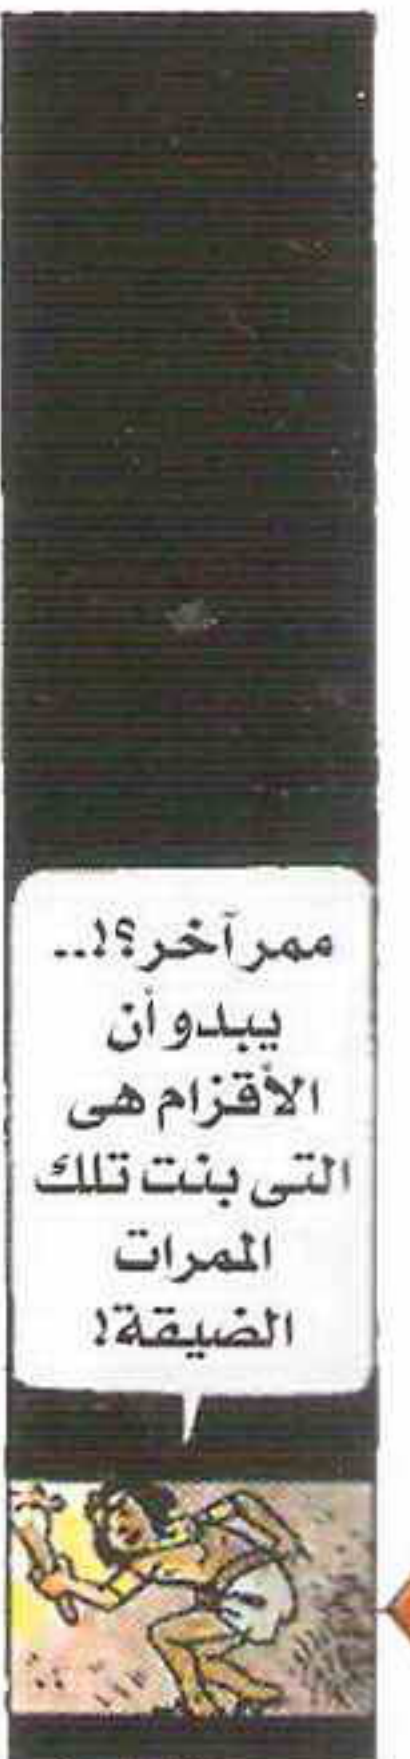 ممر آخر؟!..
يبدو أن
الأقزام هى
التى بنت تلك
الممرات
الضيقة!